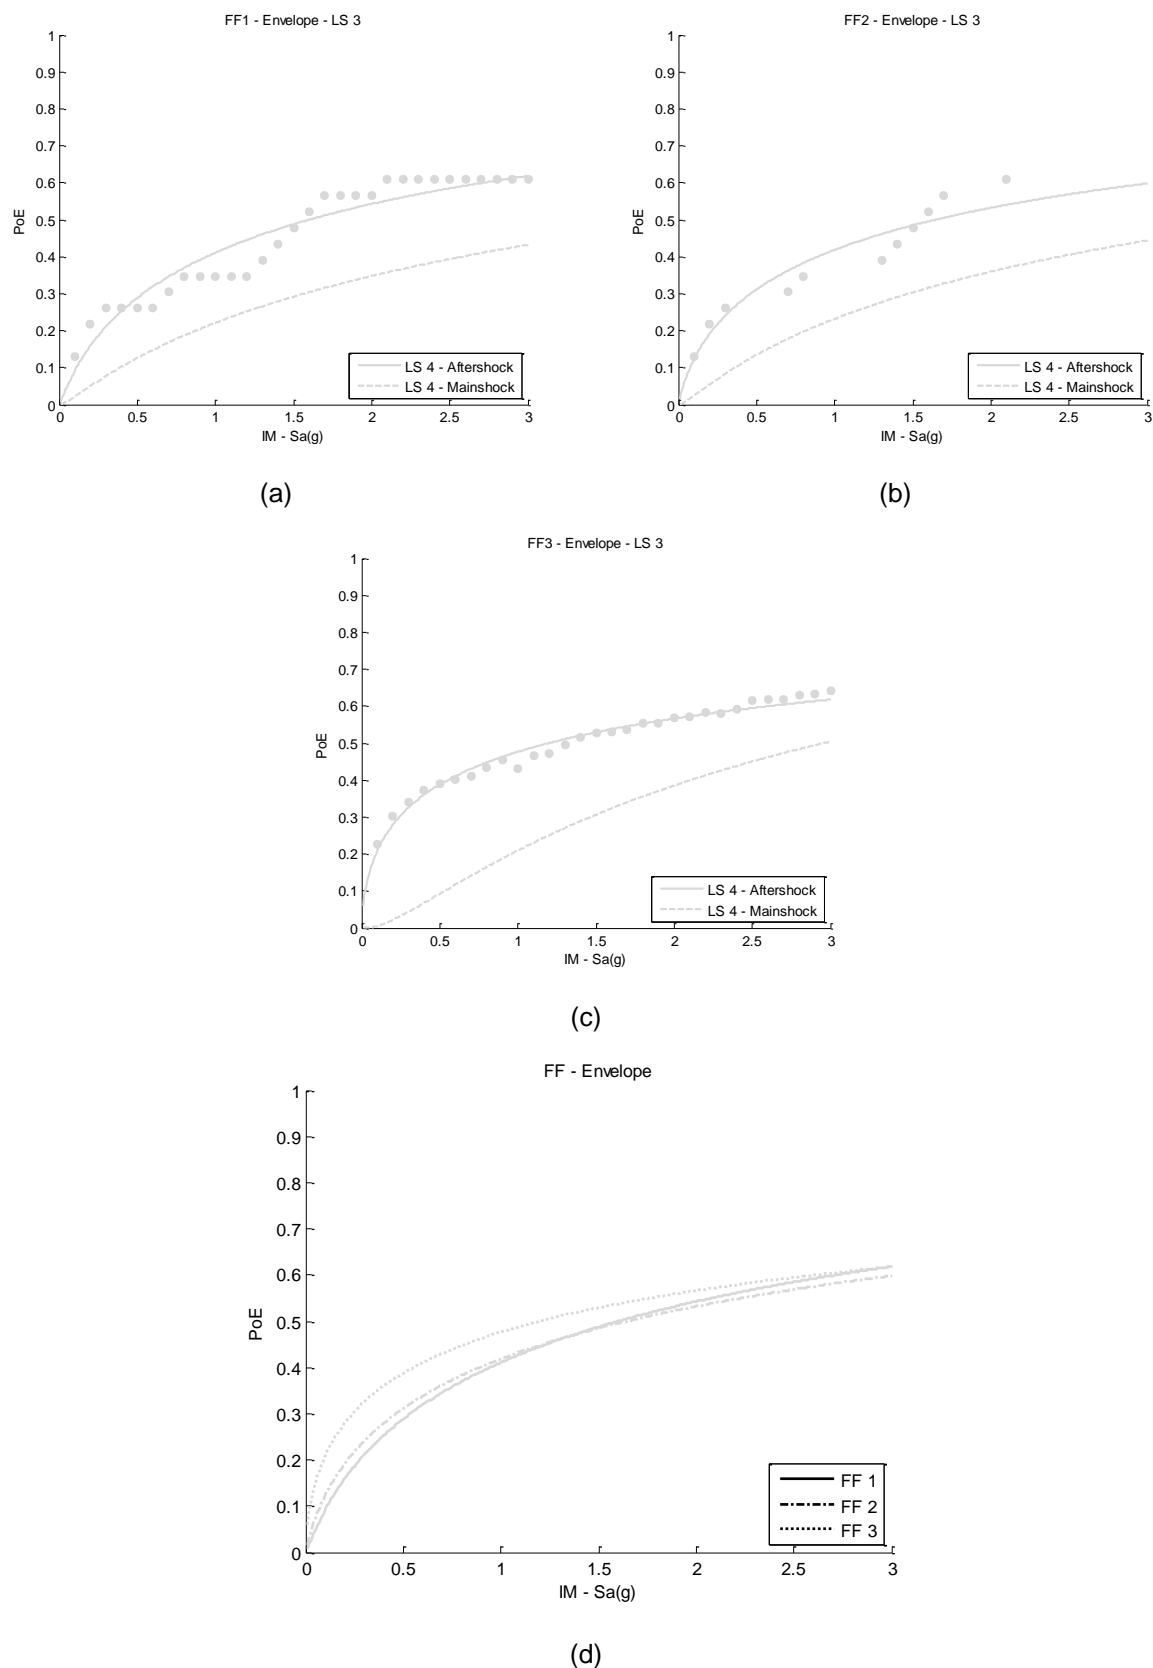 FF1 - Envelope - LS 3
1
0.9
0.8
0.7
0.6
0.5
0.4
0.3
0.2
0.1
0
PoE
0 0.5 1 1.5 2 2.5 3
IM - Sa(g)
LS 4 - Aftershock
LS 4 - Mainshock
(a)
FF2 - Envelope - LS 3
1
0.9
0.8
0.7
0.6
0.5
0.4
0.3
0.2
0.1
0
PoE
0 0.5 1 1.5 2 2.5 3
IM - Sa(g)
LS 4 - Aftershock
LS 4 - Mainshock
(b)
FF3 - Envelope - LS 3
1
0.9
0.8
0.7
0.6
0.5
0.4
0.3
0.2
0.1
0
PoE
0 0.5 1 1.5 2 2.5 3
IM - Sa(g)
LS 4 - Aftershock
LS 4 - Mainshock
(c)
FF - Envelope
1
0.9
0.8
0.7
0.6
0.5
0.4
0.3
0.2
0.1
0
PoE
0 0.5 1 1.5 2 2.5 3
IM - Sa(g)
FF 1
FF 2
FF 3
(d)